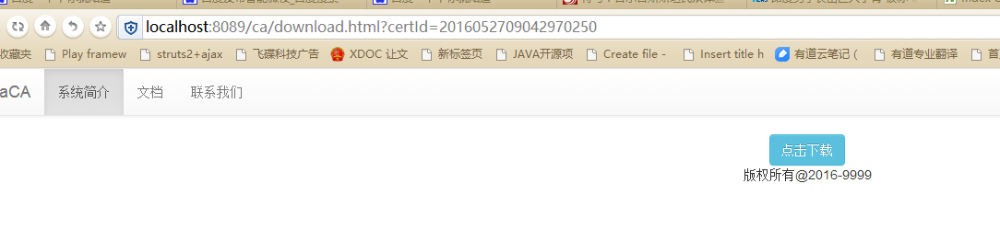 localhost:8089/ca/download.html?certId=2016052709042970250
收藏夹 Play framew struts2+ajax 飞碟科技广告 XDOC 让文 新标签页 JAVA开源项 Create file - Insert title h 有道云笔记 ( 有道专业翻译 首
aCA 系统简介 文档 联系我们
点击下载
版权所有@2016-9999